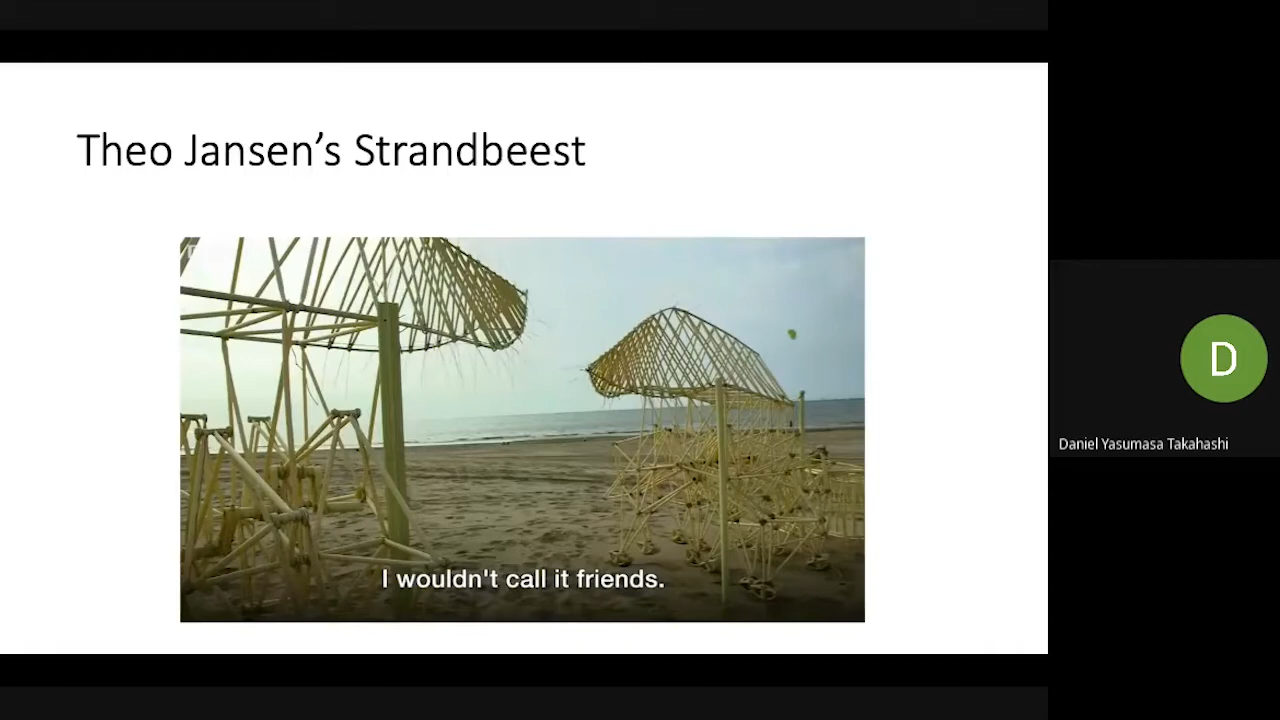 Theo Jansen's Strandbeest
I wouldn't call it friends.
D
Daniel Yasumasa Takahashi